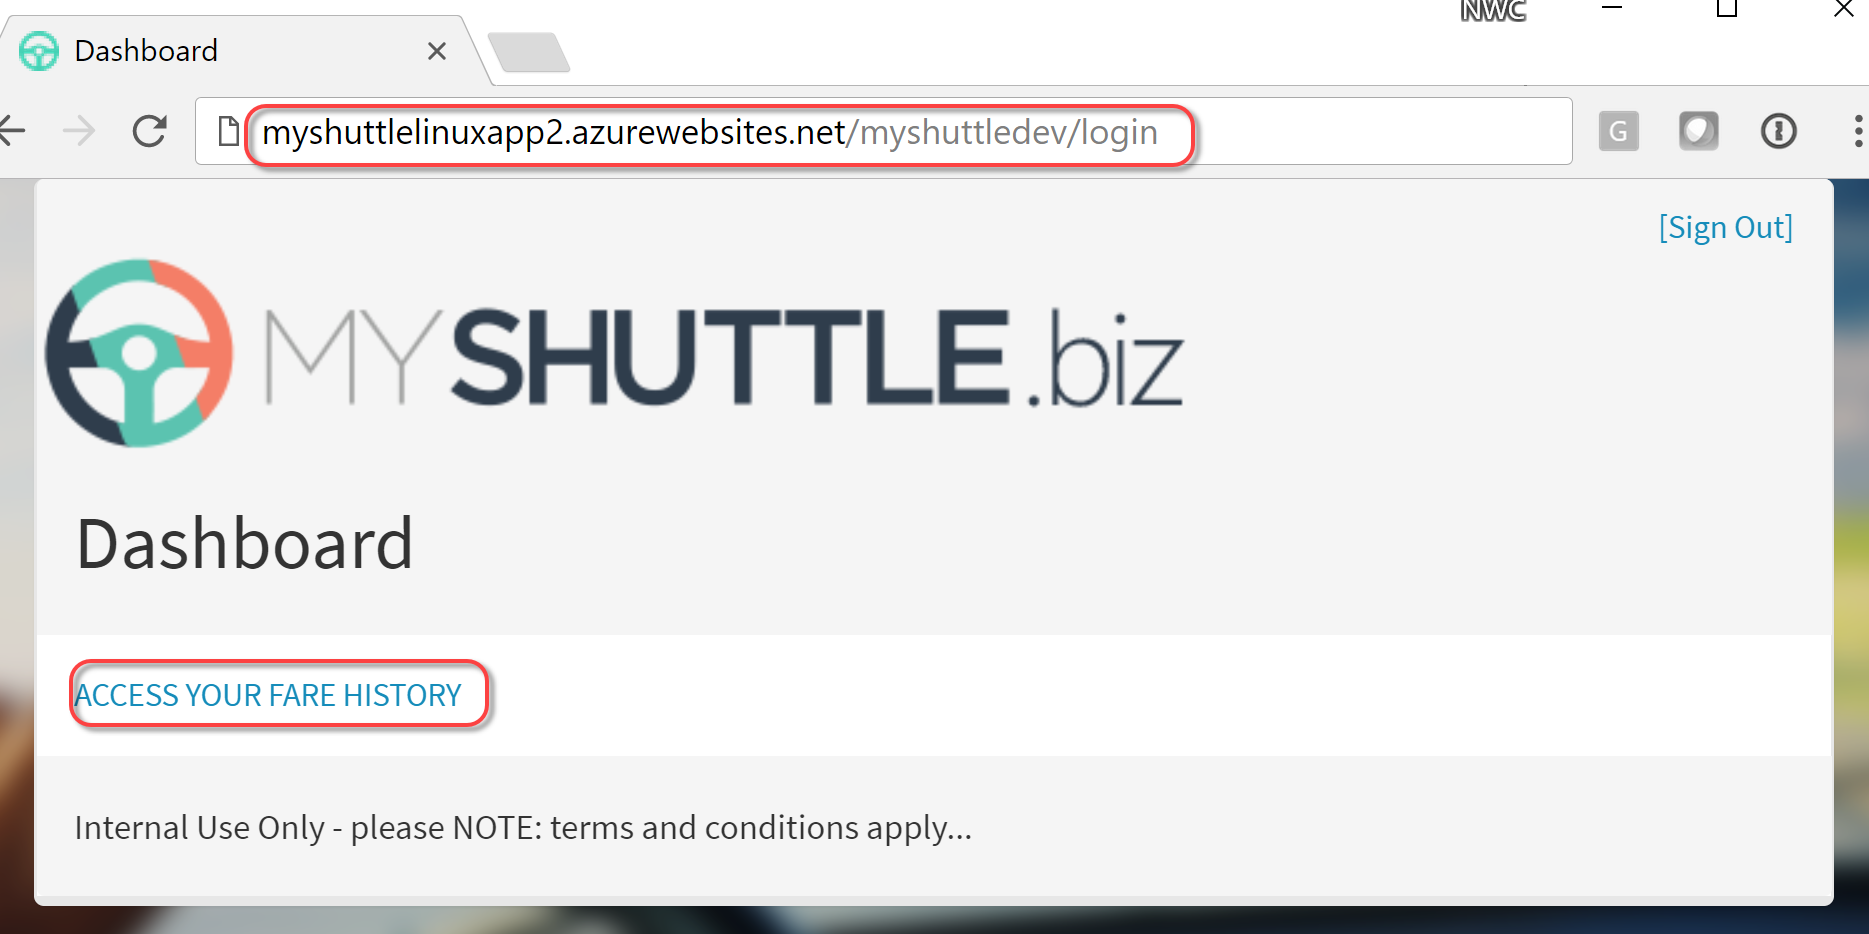 NWC
Dashboard
myshuttlelinuxapp2.azurewebsites.net/myshuttledev/login
G
[Sign Out]
MYSHUTTLE.biz
Dashboard
ACCESS YOUR FARE HISTORY
Internal Use Only - please NOTE: terms and conditions apply...